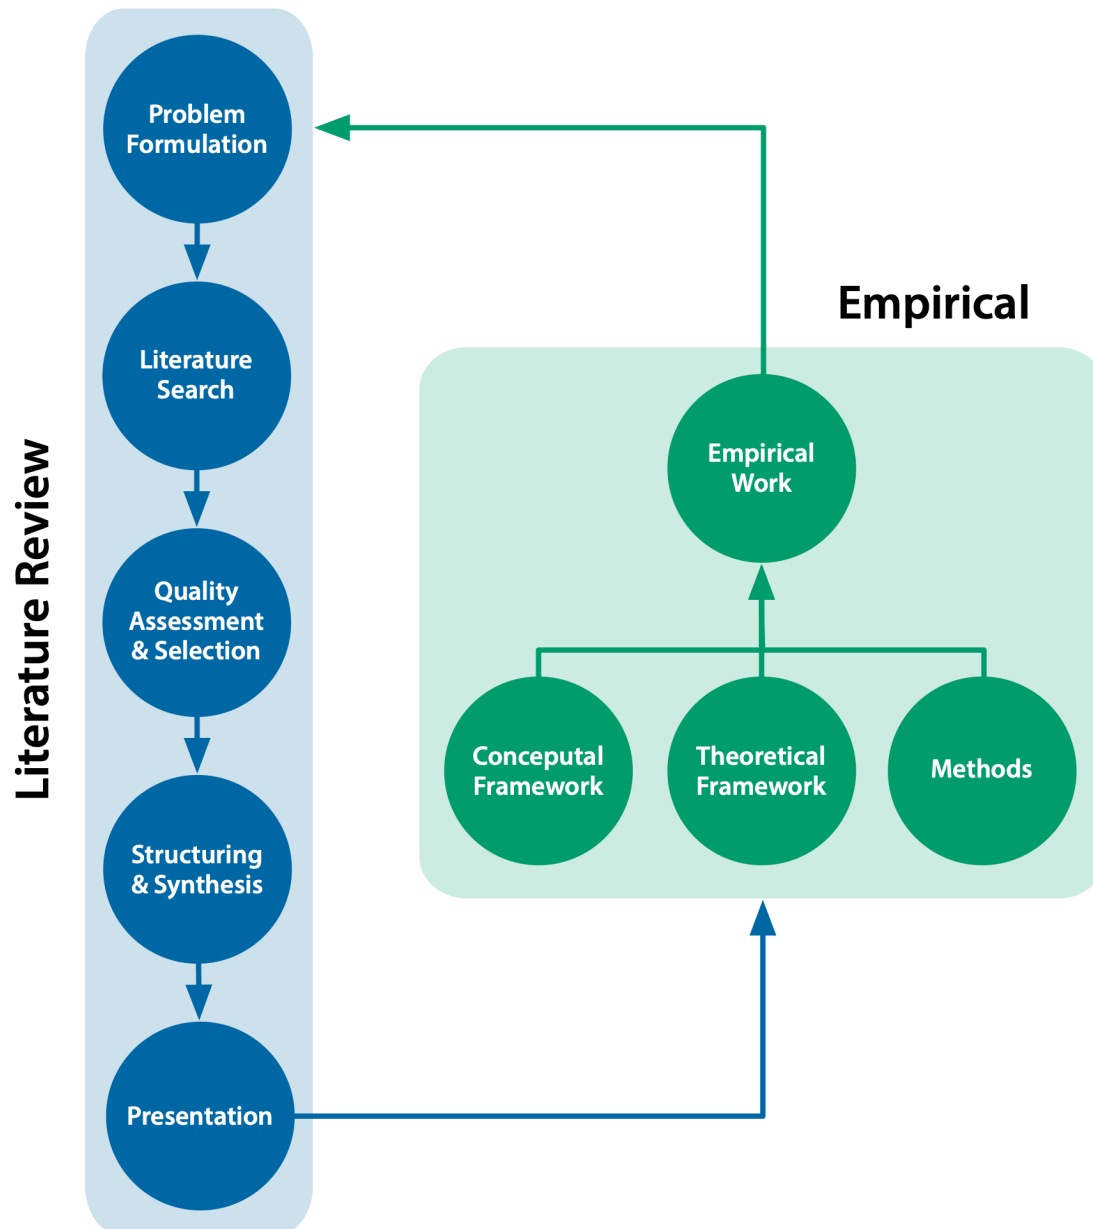 Literature Review
Problem
Formulation
Literature
Search
Quality
Assessment
& Selection
Structuring
& Synthesis
Presentation
Empirical
Empirical
Work
Conceputal
Framework
Theoretical
Framework
Methods